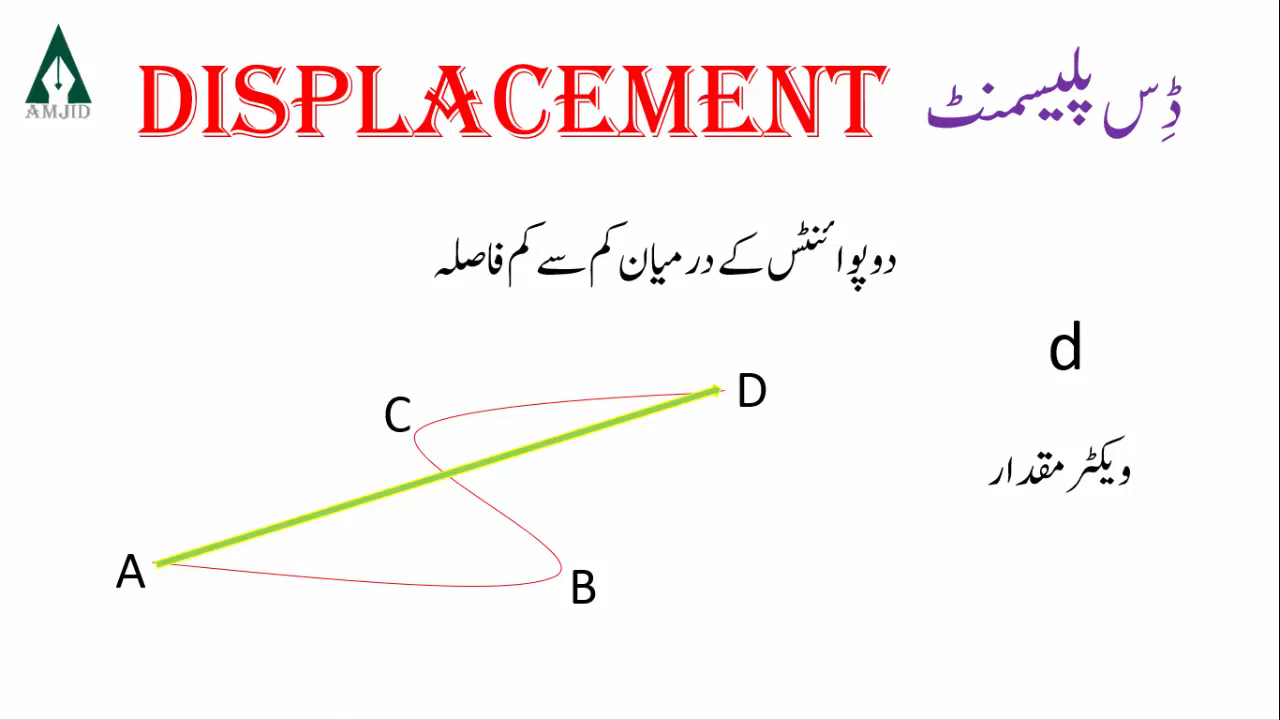 AMJID
DISPLACEMENT ڈِس پلیسمنٹ
دو پوائنٹس کے درمیان کم سے کم فاصلہ
d
D
C
ویکٹر مقدار
A
B